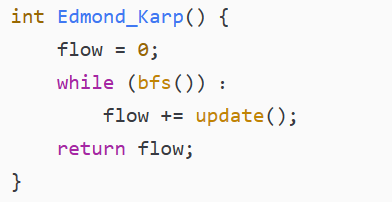 int Edmond_Karp() {
    flow = 0;
    while (bfs()) :
        flow += update();
    return flow;
}